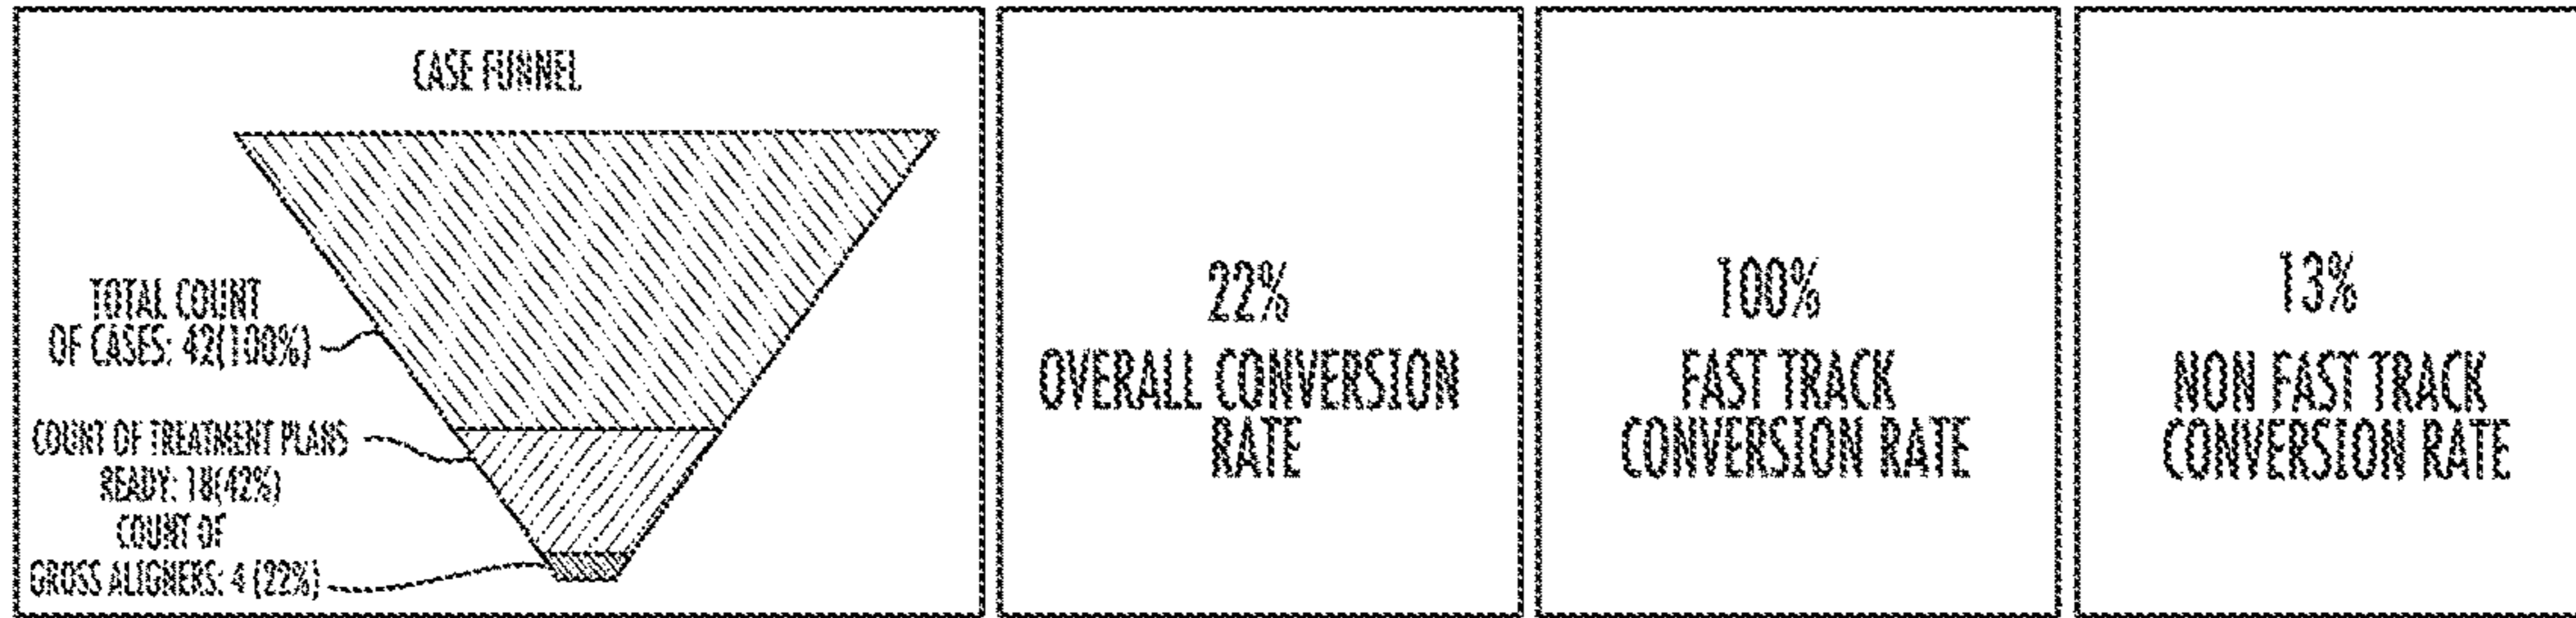 CASE FUNNEL
TOTAL COUNT
OF CASES: 42(100%)
COUNT OF TREATMENT PLANS
READY: 18(42%)
COUNT OF
GROSS ALIGNERS: 4 (22%)
22%
OVERALL CONVERSION
RATE
100%
FAST TRACK
CONVERSION RATE
13%
NON FAST TRACK
CONVERSION RATE